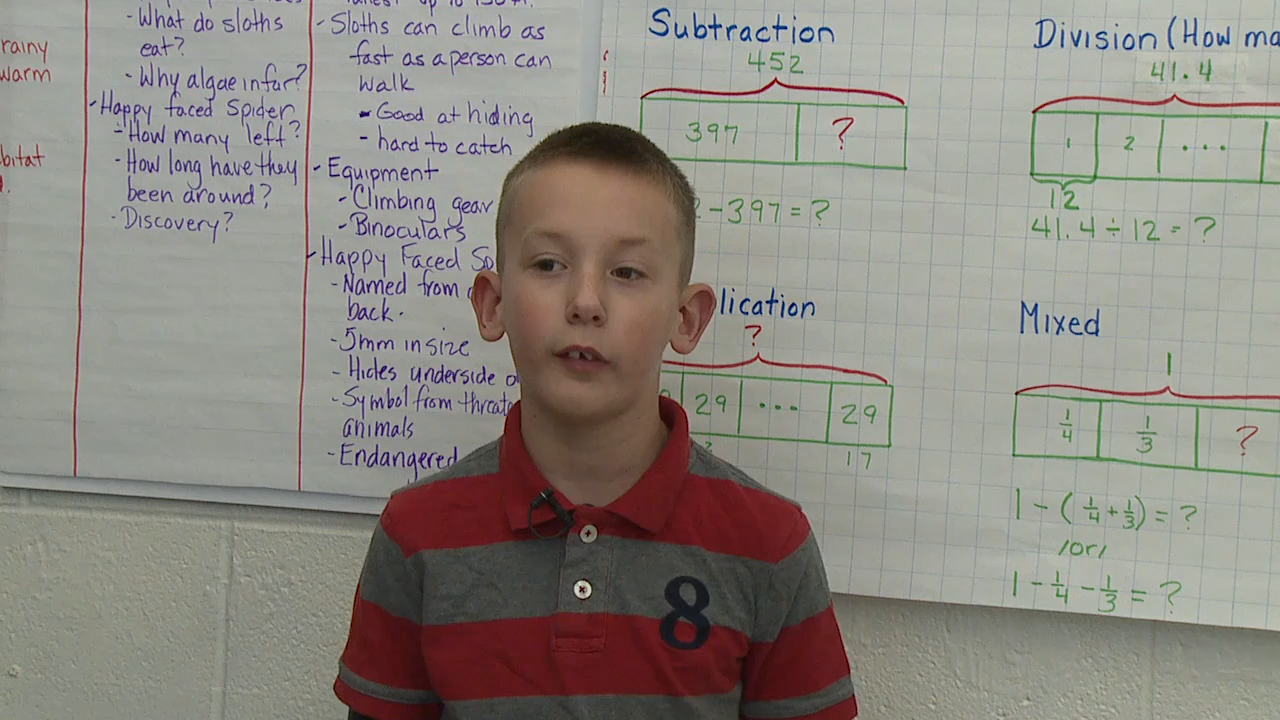 rainy
warm
bitat
- What do sloths
eat?
- Why algae in fur?
- Happy faced Spider
- How many left?
- How long have they
been around?
- Discovery?
- Sloths can climb as
fast as a person can
walk
- Good at hiding
- hard to catch
- Equipment
- Climbing gear
- Binoculars
- Happy Faced Sp
- Named from
back.
- 5mm in size
- Hides underside o
- Symbol from threat
animals
- Endangered
Subtraction
452
397 ?
2-397 = ?
lication
?
29 ... 29
17
Division (How ma
41.4
1 2 ...
12
41.4 ÷ 12 = ?
Mixed
1
1/4 1/3 ?
1 - (1/4 + 1/3) = ?
/or/
1 - 1/4 - 1/3 = ?
8